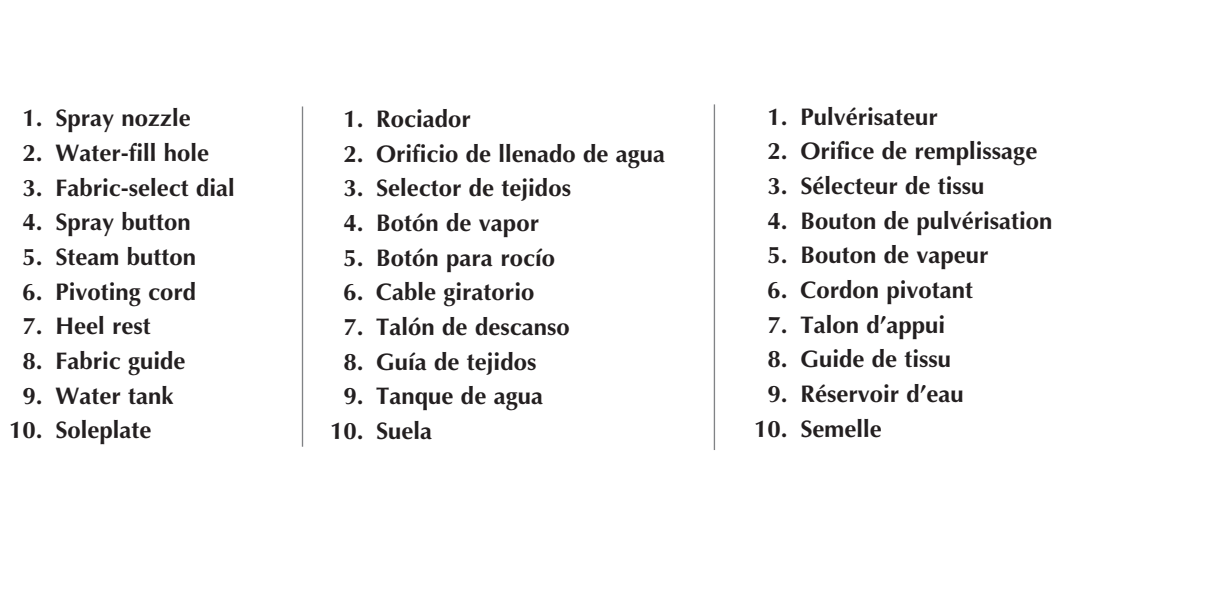 1. Spray nozzle
2. Water-fill hole
3. Fabric-select dial
4. Spray button
5. Steam button
6. Pivoting cord
7. Heel rest
8. Fabric guide
9. Water tank
10. Soleplate
1. Rociador
2. Orificio de llenado de agua
3. Selector de tejidos
4. Botón de vapor
5. Botón para rocío
6. Cable giratorio
7. Talón de descanso
8. Guía de tejidos
9. Tanque de agua
10. Suela
1. Pulvérisateur
2. Orifice de remplissage
3. Sélecteur de tissu
4. Bouton de pulvérisation
5. Bouton de vapeur
6. Cordon pivotant
7. Talon d’appui
8. Guide de tissu
9. Réservoir d’eau
10. Semelle